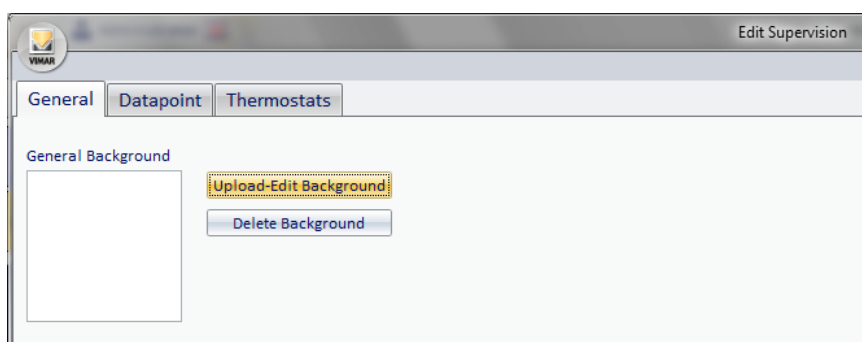 Edit Supervision
VIMAR
General Datapoint Thermostats
General Background
Upload-Edit Background
Delete Background